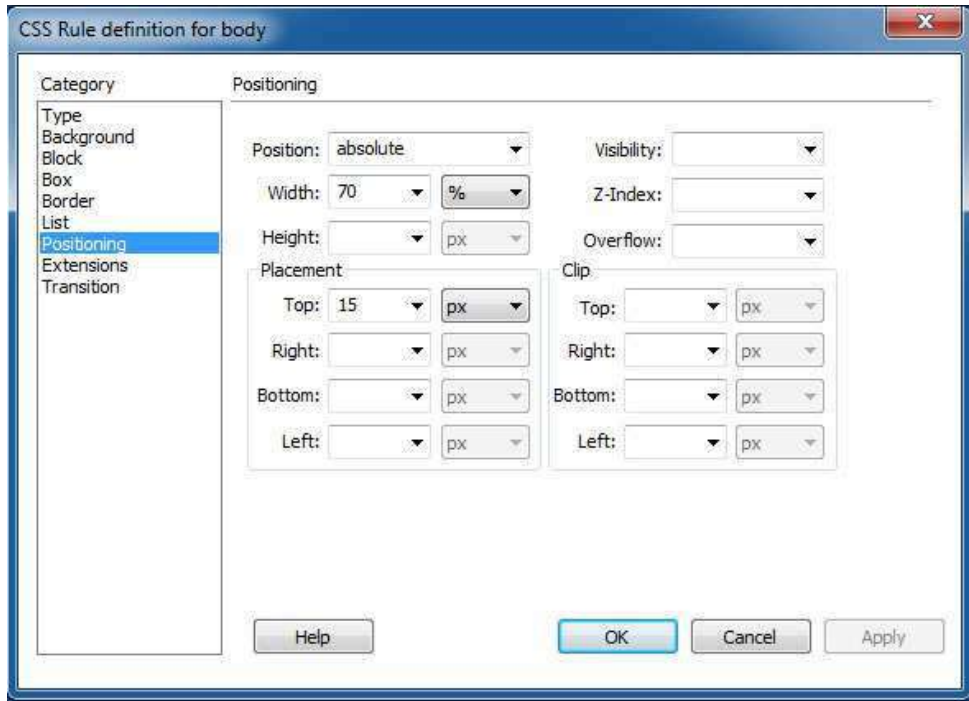 CSS Rule definition for body
Category
Type
Background
Block
Box
Border
List
Positioning
Extensions
Transition
Positioning
Position: absolute
Visibility:
Width: 70 %
Z-Index:
Height: px
Overflow:
Placement
Top: 15 px
Right: px
Bottom: px
Left: px
Clip
Top: px
Right: px
Bottom: px
Left: px
Help
OK
Cancel
Apply